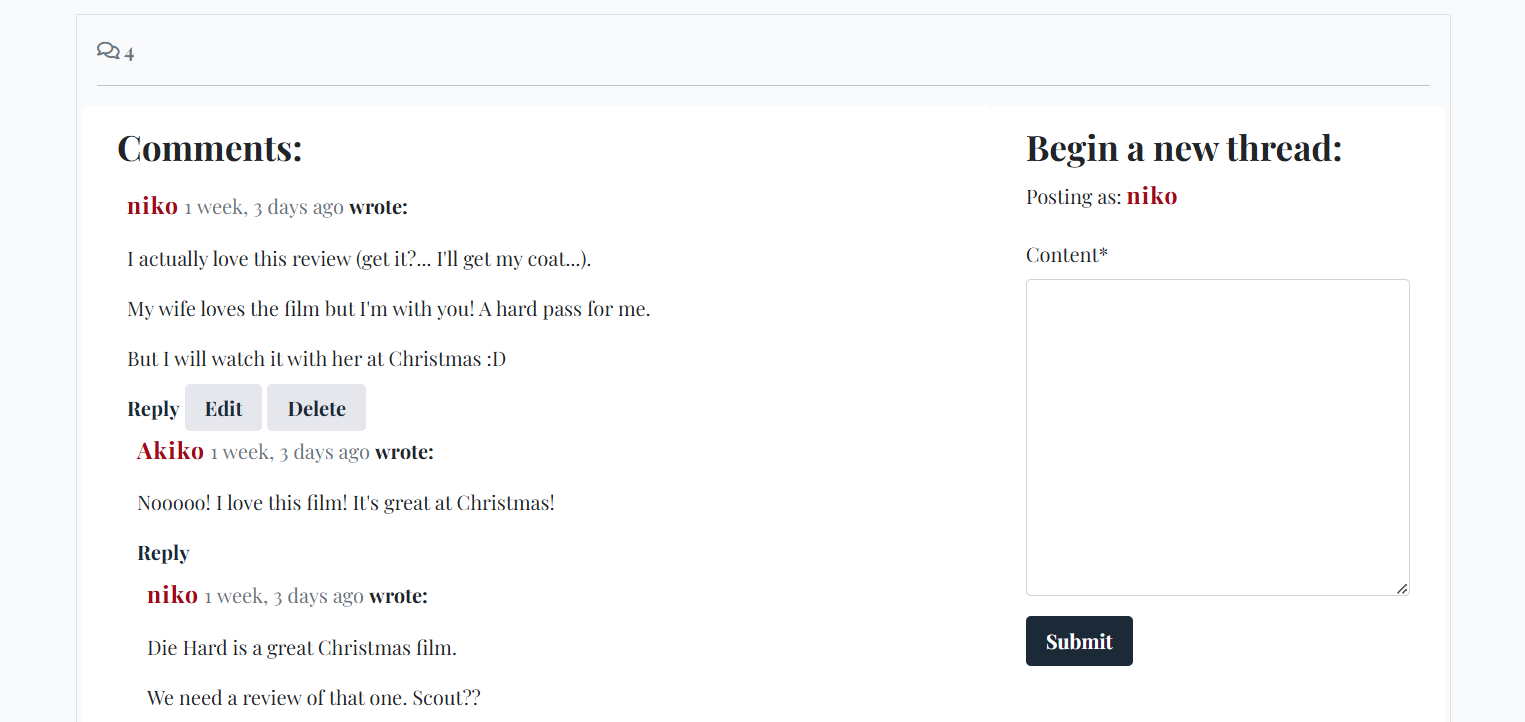 4
Comments:
niko 1 week, 3 days ago wrote:
I actually love this review (get it?... I'll get my coat...).
My wife loves the film but I'm with you! A hard pass for me.
But I will watch it with her at Christmas :D
Reply Edit Delete
Akiko 1 week, 3 days ago wrote:
Nooooo! I love this film! It's great at Christmas!
Reply
niko 1 week, 3 days ago wrote:
Die Hard is a great Christmas film.
We need a review of that one. Scout??
Begin a new thread:
Posting as: niko
Content*
Submit